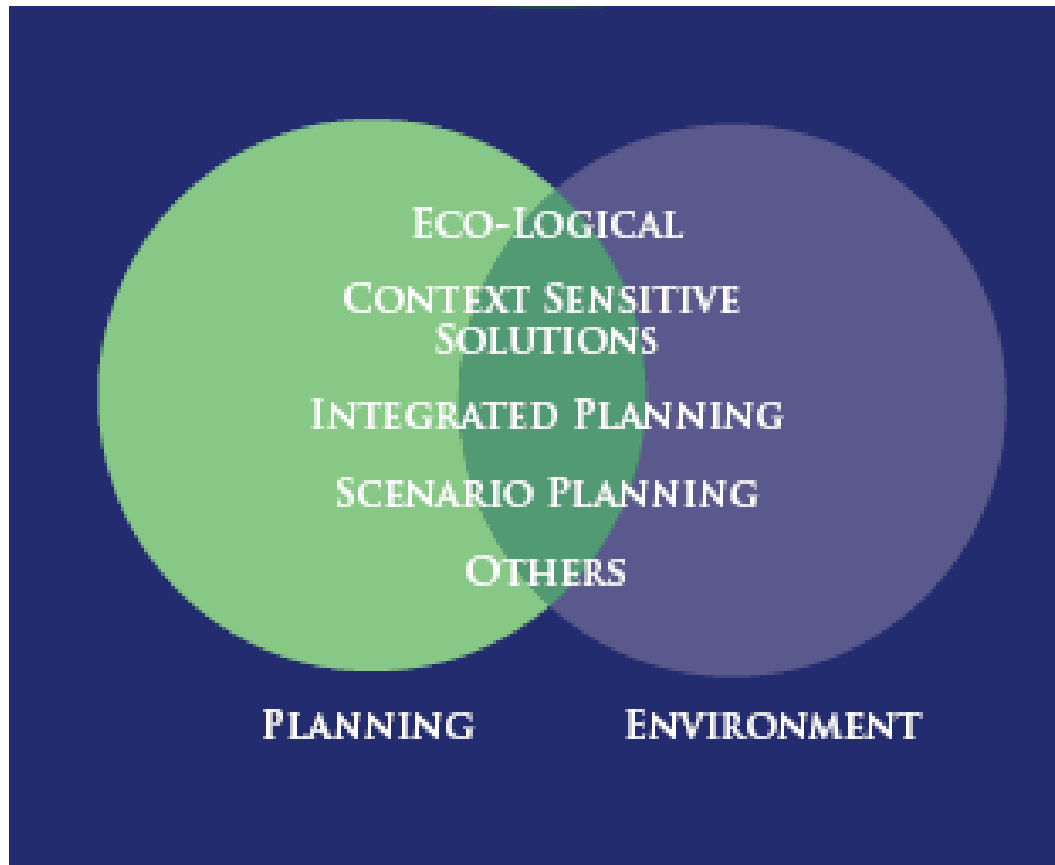 Eco-Logical
Context Sensitive
Solutions
Integrated Planning
Scenario Planning
Others
Planning
Environment